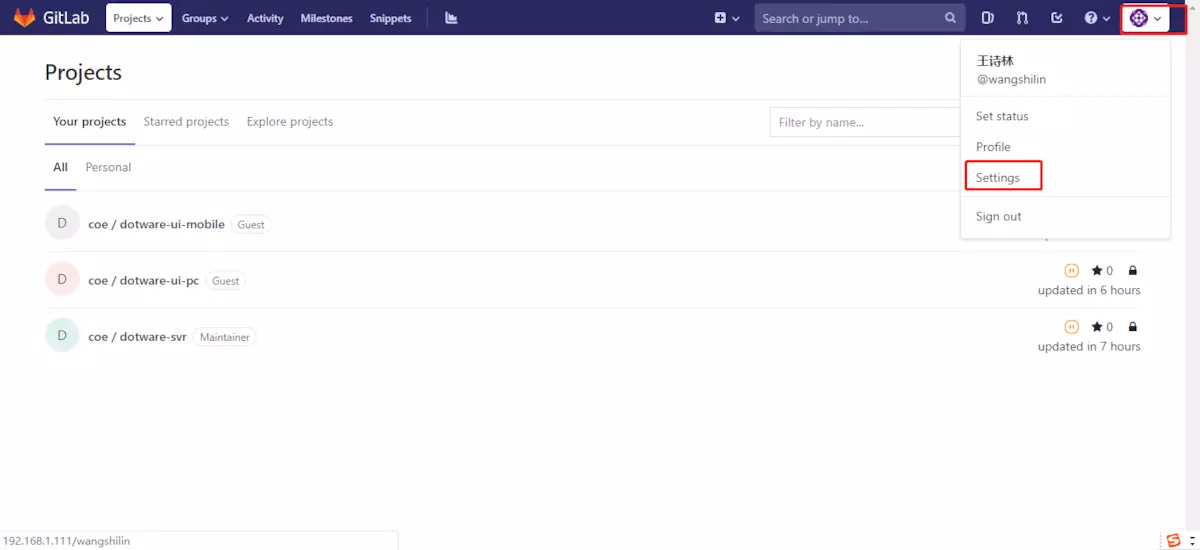 GitLab Projects Groups Activity Milestones Snippets Search or jump to...
王诗林
@wangshilin
Set status
Profile
Settings
Sign out
Projects
Your projects Starred projects Explore projects Filter by name...
All Personal
D coe / dotware-ui-mobile Guest
D coe / dotware-ui-pc Guest 0
updated in 6 hours
D coe / dotware-svr Maintainer 0
updated in 7 hours
192.168.1.111/wangshilin